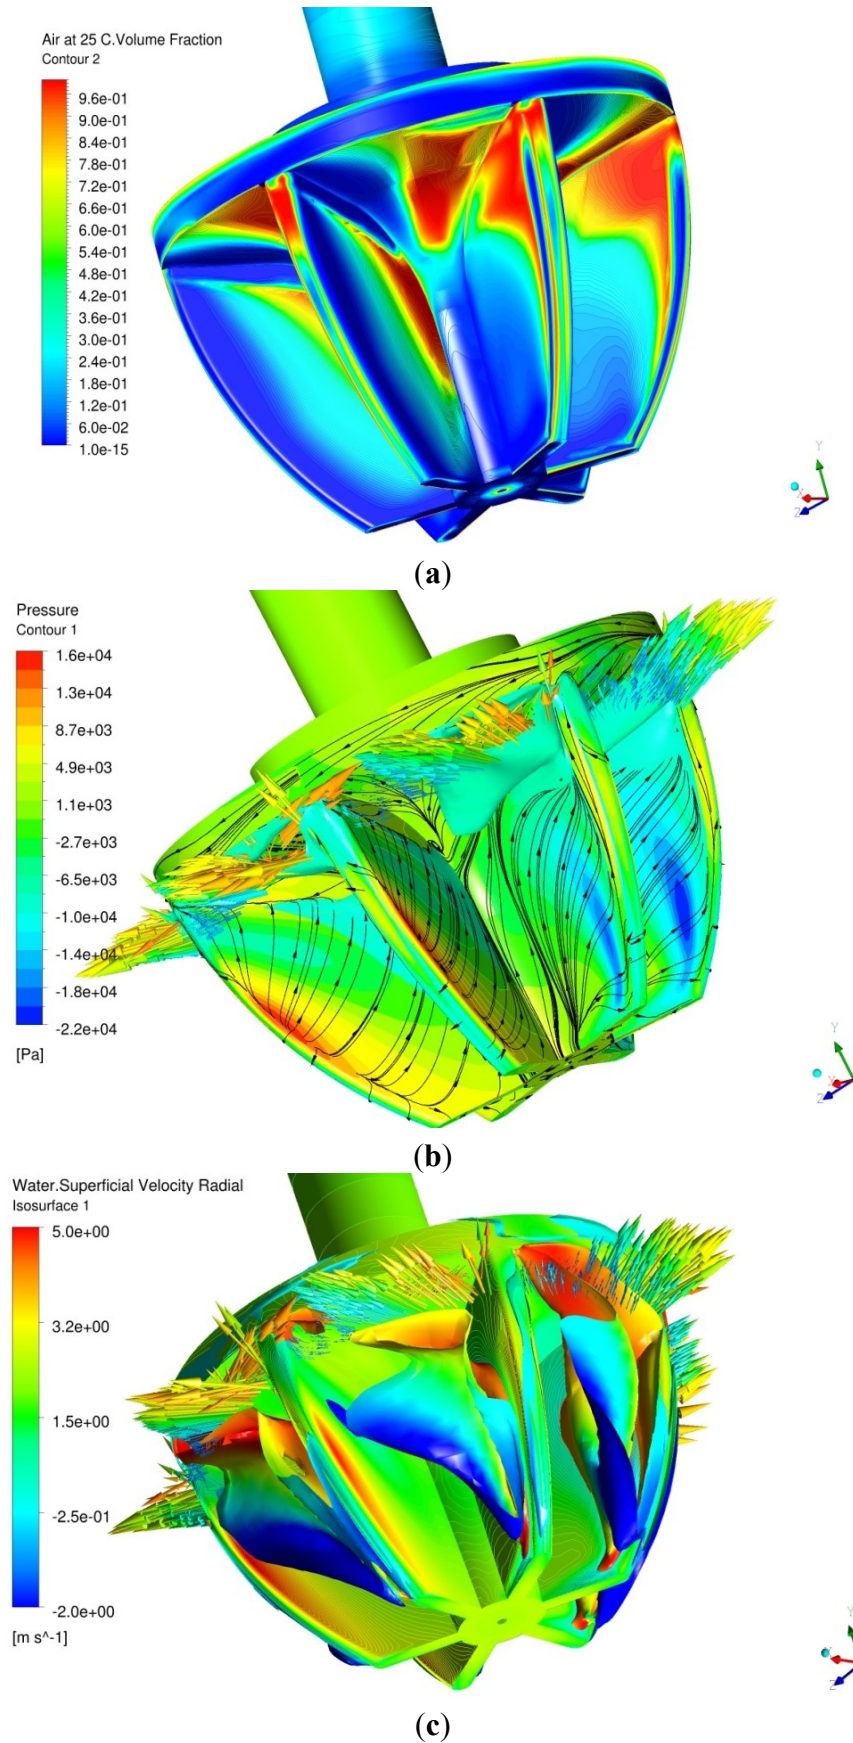 Air at 25 C.Volume Fraction
Contour 2
9.6e-01
9.0e-01
8.4e-01
7.8e-01
7.2e-01
6.6e-01
6.0e-01
5.4e-01
4.8e-01
4.2e-01
3.6e-01
3.0e-01
2.4e-01
1.8e-01
1.2e-01
6.0e-02
1.0e-15
Y
X
Z
(a)
Pressure
Contour 1
1.6e+04
1.3e+04
8.7e+03
4.9e+03
1.1e+03
-2.7e+03
-6.5e+03
-1.0e+04
-1.4e+04
-1.8e+04
-2.2e+04
[Pa]
Y
X
Z
(b)
Water.Superficial Velocity Radial
Isosurface 1
5.0e+00
3.2e+00
1.5e+00
-2.5e-01
-2.0e+00
[m s^-1]
Y
Z
(c)